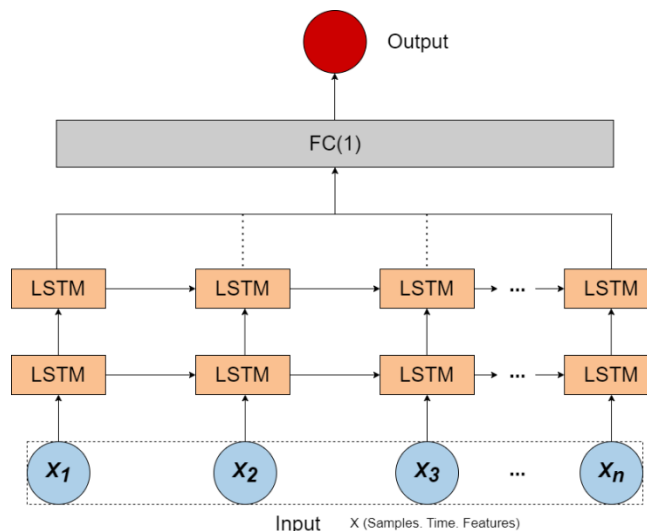 Output
FC(1)
LSTM LSTM LSTM ... LSTM
LSTM LSTM LSTM ... LSTM
X1 X2 X3 ... Xn
Input X (Samples. Time. Features)